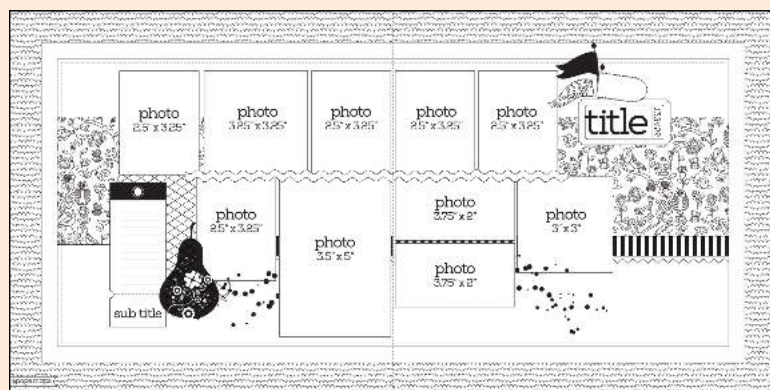 photo
2.5" x 3.25"
photo
3.25" x 3.25"
photo
2.5" x 3.25"
photo
2.5" x 3.25"
photo
2.5" x 3.25"
title
photo
2.5" x 3.25"
photo
3.5" x 5"
photo
3.75" x 2"
photo
3.75" x 2"
photo
3" x 3"
sub title